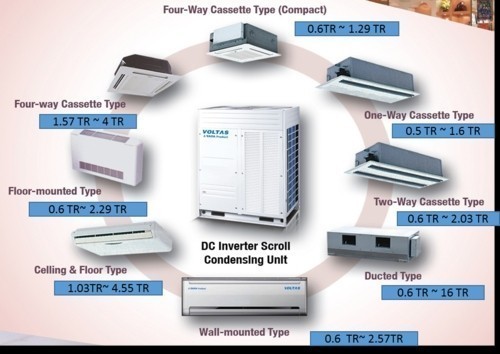 Four-Way Cassette Type (Compact)
0.6TR ~ 1.29 TR
Four-way Cassette Type
1.57 TR ~ 4 TR
One-Way Cassette Type
0.5 TR ~ 1.6 TR
VOLTAS
A TATA Product
Floor-mounted Type
0.6 TR~ 2.29 TR
Two-Way Cassette Type
0.6 TR ~ 2.03 TR
DC Inverter Scroll
Condensing Unit
Celling & Floor Type
1.03TR~ 4.55 TR
Ducted Type
0.6 TR ~ 16 TR
VOLTAS
Wall-mounted Type
0.6 ~ 2.57TR